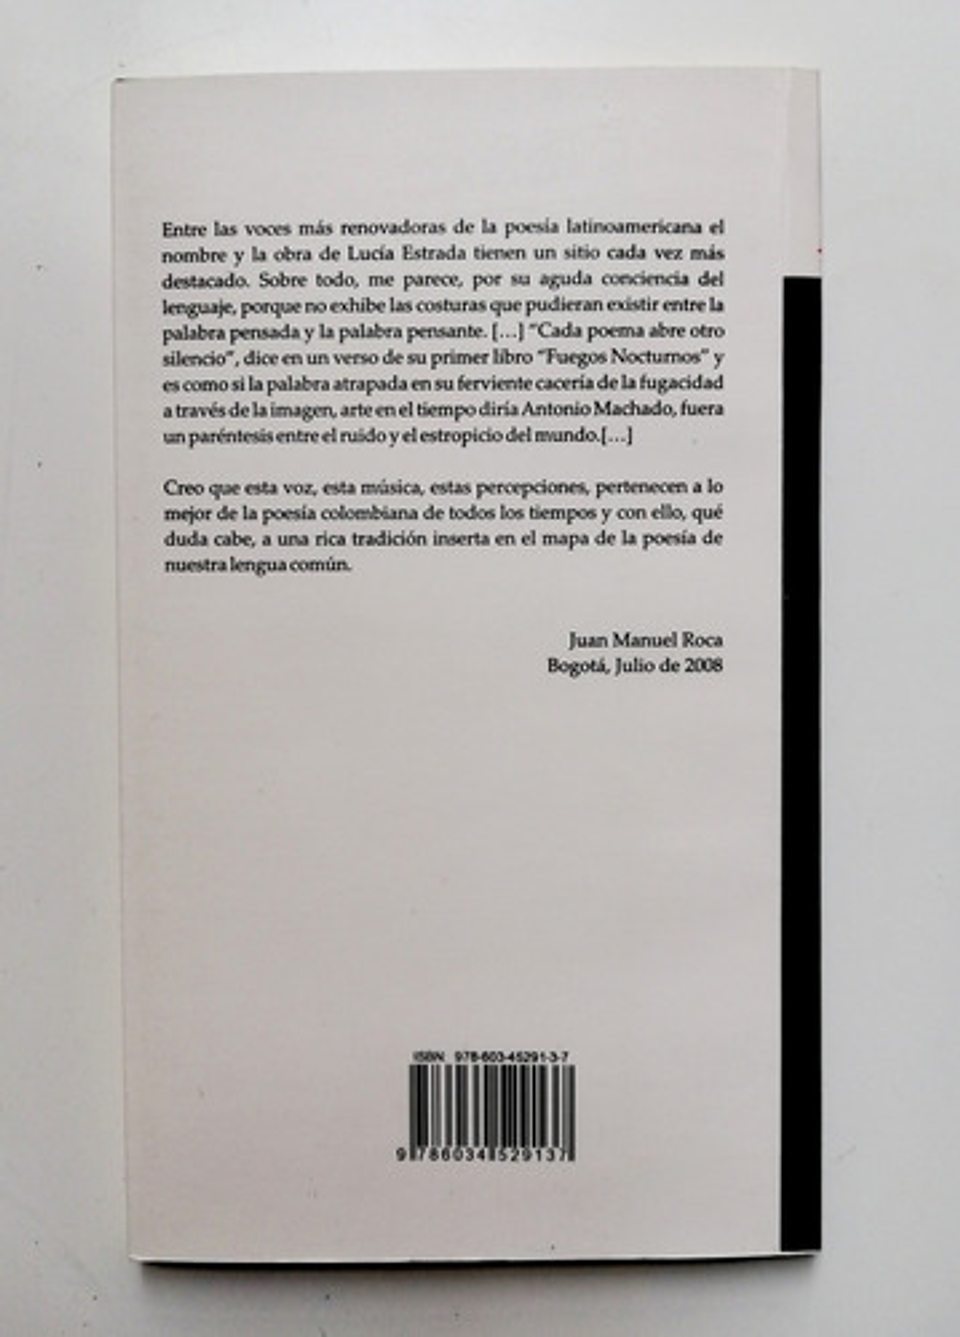 Entre las voces más renovadoras de la poesía latinoamericana el
nombre y la obra de Lucía Estrada tienen un sitio cada vez más
destacado. Sobre todo, me parece, por su aguda conciencia del
lenguaje, porque no exhibe las costuras que pudieran existir entre la
palabra pensada y la palabra pensante. [...] "Cada poema abre otro
silencio", dice en un verso de su primer libro "Fuegos Nocturnos" y
es como si la palabra atrapada en su ferviente cacería de la fugacidad
a través de la imagen, arte en el tiempo diría Antonio Machado, fuera
un paréntesis entre el ruido y el estropicio del mundo.[...]
Creo que esta voz, esta música, estas percepciones, pertenecen a lo
mejor de la poesía colombiana de todos los tiempos y con ello, qué
duda cabe, a una rica tradición inserta en el mapa de la poesía de
nuestra lengua común.
Juan Manuel Roca
Bogotá, Julio de 2008
ISBN: 978-603-45291-3-7
9 786034 529137